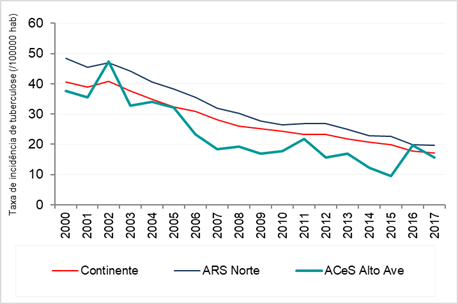 Taxa de incidência de tuberculose (/100000 hab)
60
50
40
30
20
10
0
2000 2001 2002 2003 2004 2005 2006 2007 2008 2009 2010 2011 2012 2013 2014 2015 2016 2017
Continente ARS Norte ACeS Alto Ave